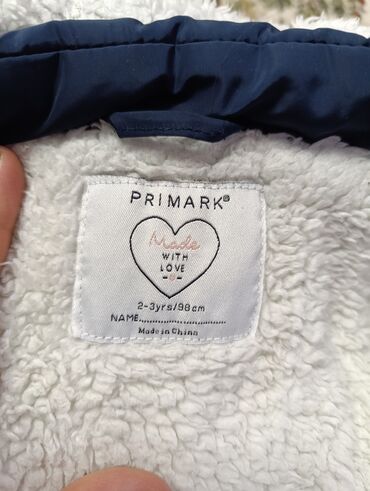 PRIMARK®
Made
WITH
LOVE
2-3yrs/98cm
NAME:..............................
Made in China